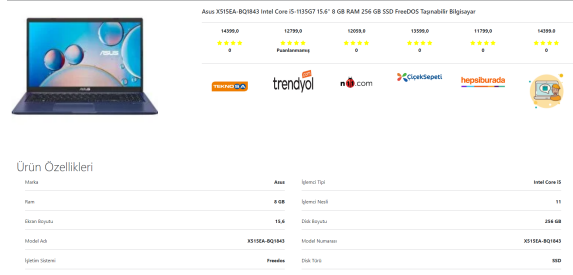 Asus X515EA-BQ1843 Intel Core i5-1135G7 15.6" 8 GB RAM 256 GB SSD FreeDOS Taşınabilir Bilgisayar
14399,0 12799,0 12059,0 13599,0 11799,0 14399.0
0 Puanlanmamış 0 0 0 0
TEKNOSA trendyol n11.com ÇiçekSepeti hepsiburada
Ürün Özellikleri
Marka Asus İşlemci Tipi Intel Core i5
Ram 8 GB İşlemci Nesli 11
Ekran Boyutu 15,6 Disk Boyutu 256 GB
Model Adı X515EA-BQ1843 Model Numarası X515EA-BQ1843
İşletim Sistemi Freedos Disk Türü SSD